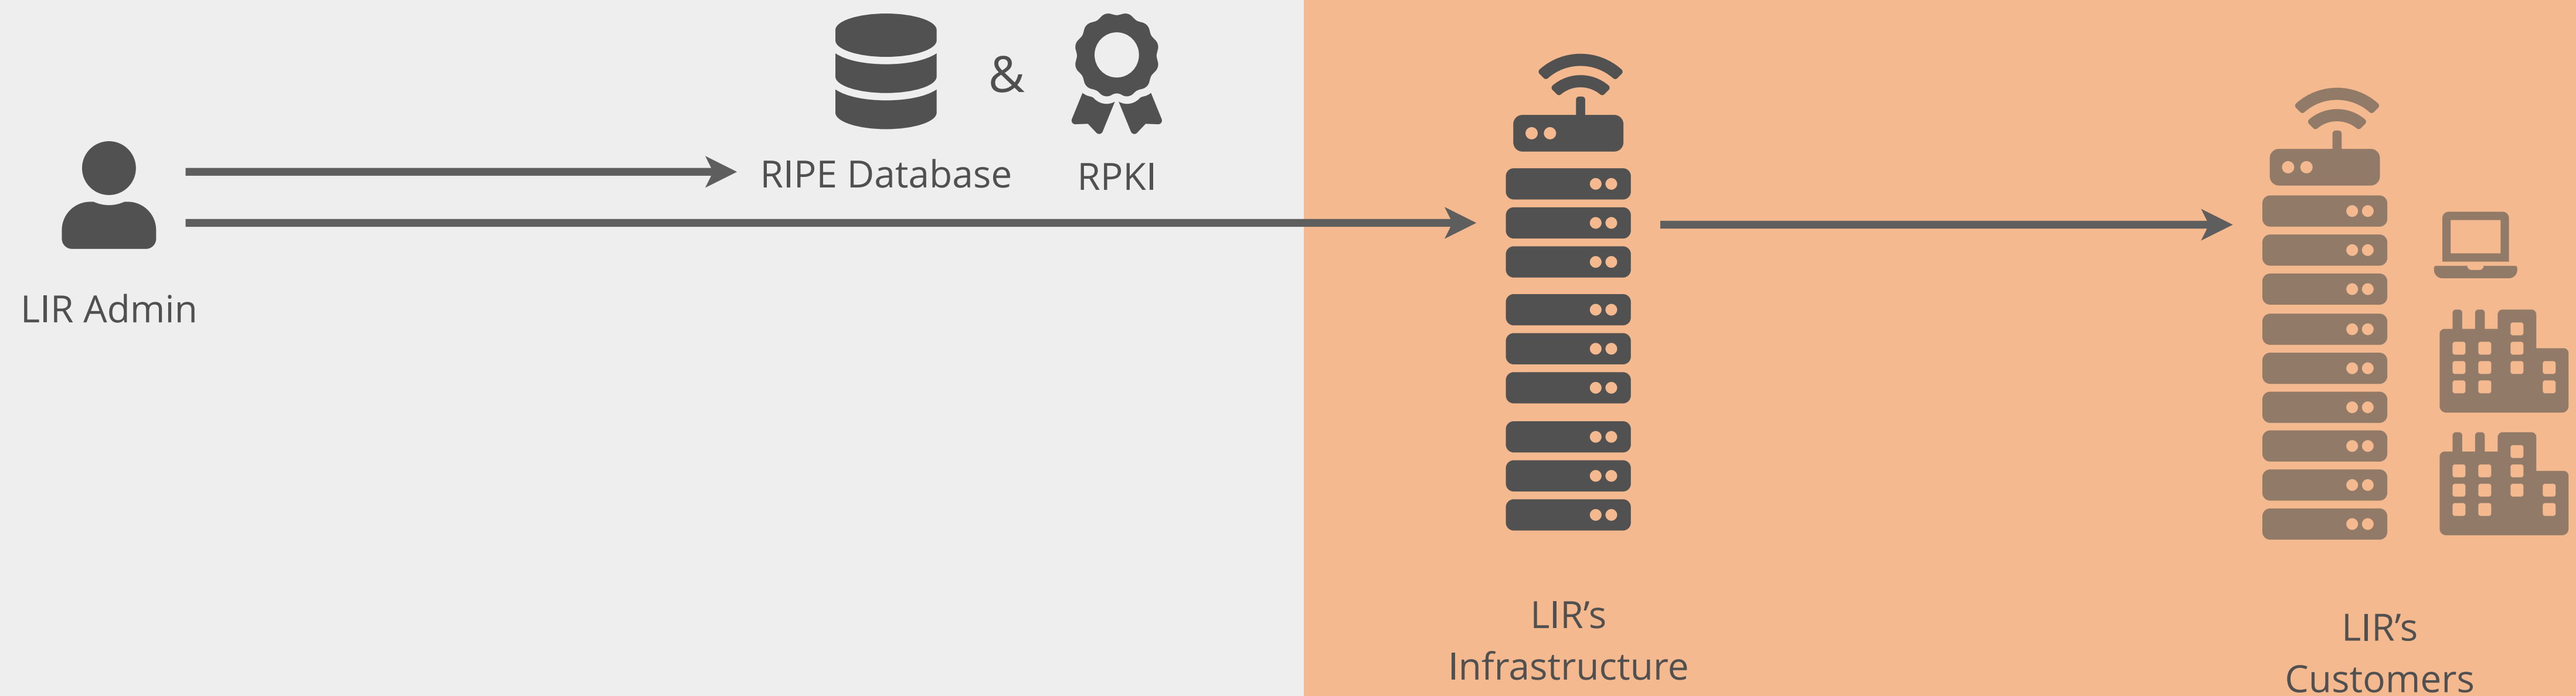 &
RIPE Database
RPKI
LIR Admin
LIR’s
Infrastructure
LIR’s
Customers